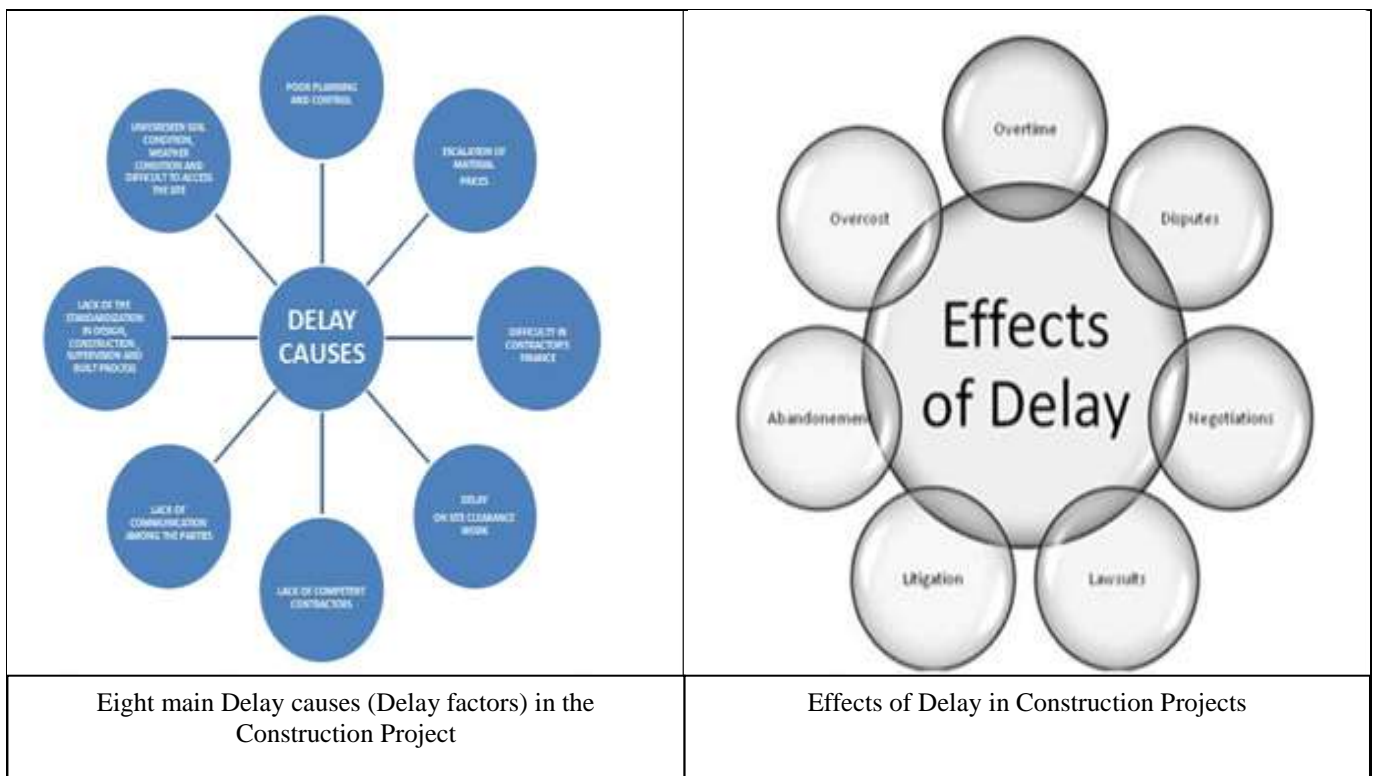 POOR PLANNING
AND CONTROL
ESCALATION OF
MATERIAL
PRICES
DIFFICULTY IN
CONTRACTOR'S
FINANCE
DELAY
ON SITE CLEARANCE
WORK
LACK OF COMPETENT
CONTRACTORS
LACK OF
COMMUNICATION
AMONG THE PARTIES
LACK OF THE
STANDARDIZATION
IN DESIGN,
CONSTRUCTION,
SUPERVISION AND
BUILT PROCESS
UNFORESEEN SOIL
CONDITION,
WEATHER
CONDITION AND
DIFFICULT TO ACCESS
THE SITE
DELAY
CAUSES
Overtime
Disputes
Negotiations
Lawsuits
Litigation
Abandonement
Overcost
Effects
of Delay
Eight main Delay causes (Delay factors) in the
Construction Project
Effects of Delay in Construction Projects